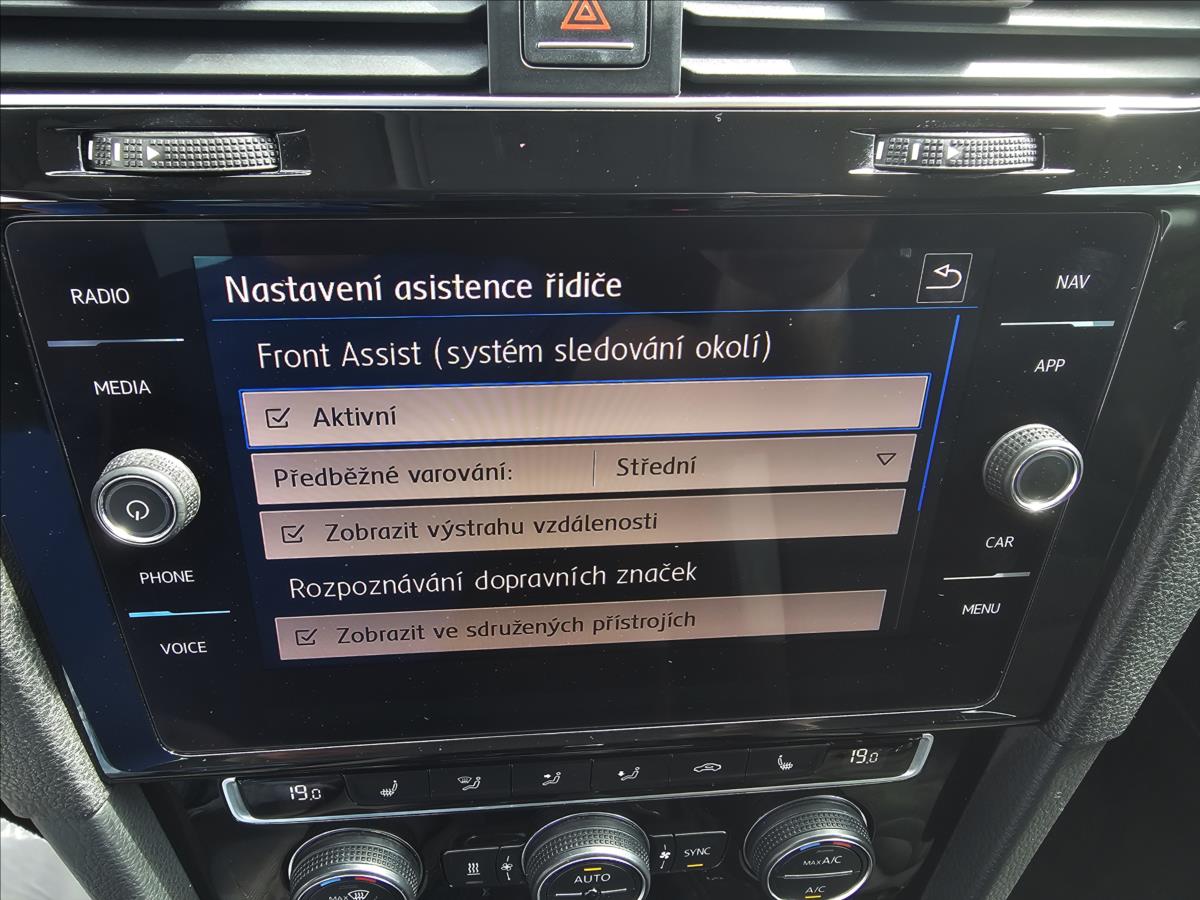 Nastavení asistence řidiče
Front Assist (systém sledování okolí)
Aktivní
Předběžné varování: Střední
Zobrazit výstrahu vzdálenosti
Rozpoznávání dopravních značek
Zobrazit ve sdružených přístrojích
RADIO
MEDIA
PHONE
VOICE
NAV
APP
CAR
MENU
19.0
19.0
MAX
AUTO
SYNC
MAX A/C
A/C